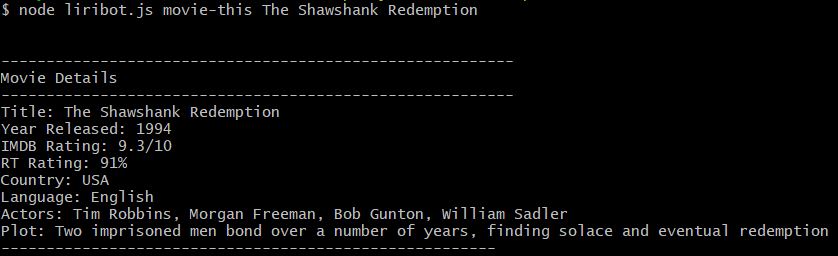 $ node liribot.js movie-this The Shawshank Redemption
---------------------------------------------------------
Movie Details
---------------------------------------------------------
Title: The Shawshank Redemption
Year Released: 1994
IMDB Rating: 9.3/10
RT Rating: 91%
Country: USA
Language: English
Actors: Tim Robbins, Morgan Freeman, Bob Gunton, William Sadler
Plot: Two imprisoned men bond over a number of years, finding solace and eventual redemption
-------------------------------------------------------